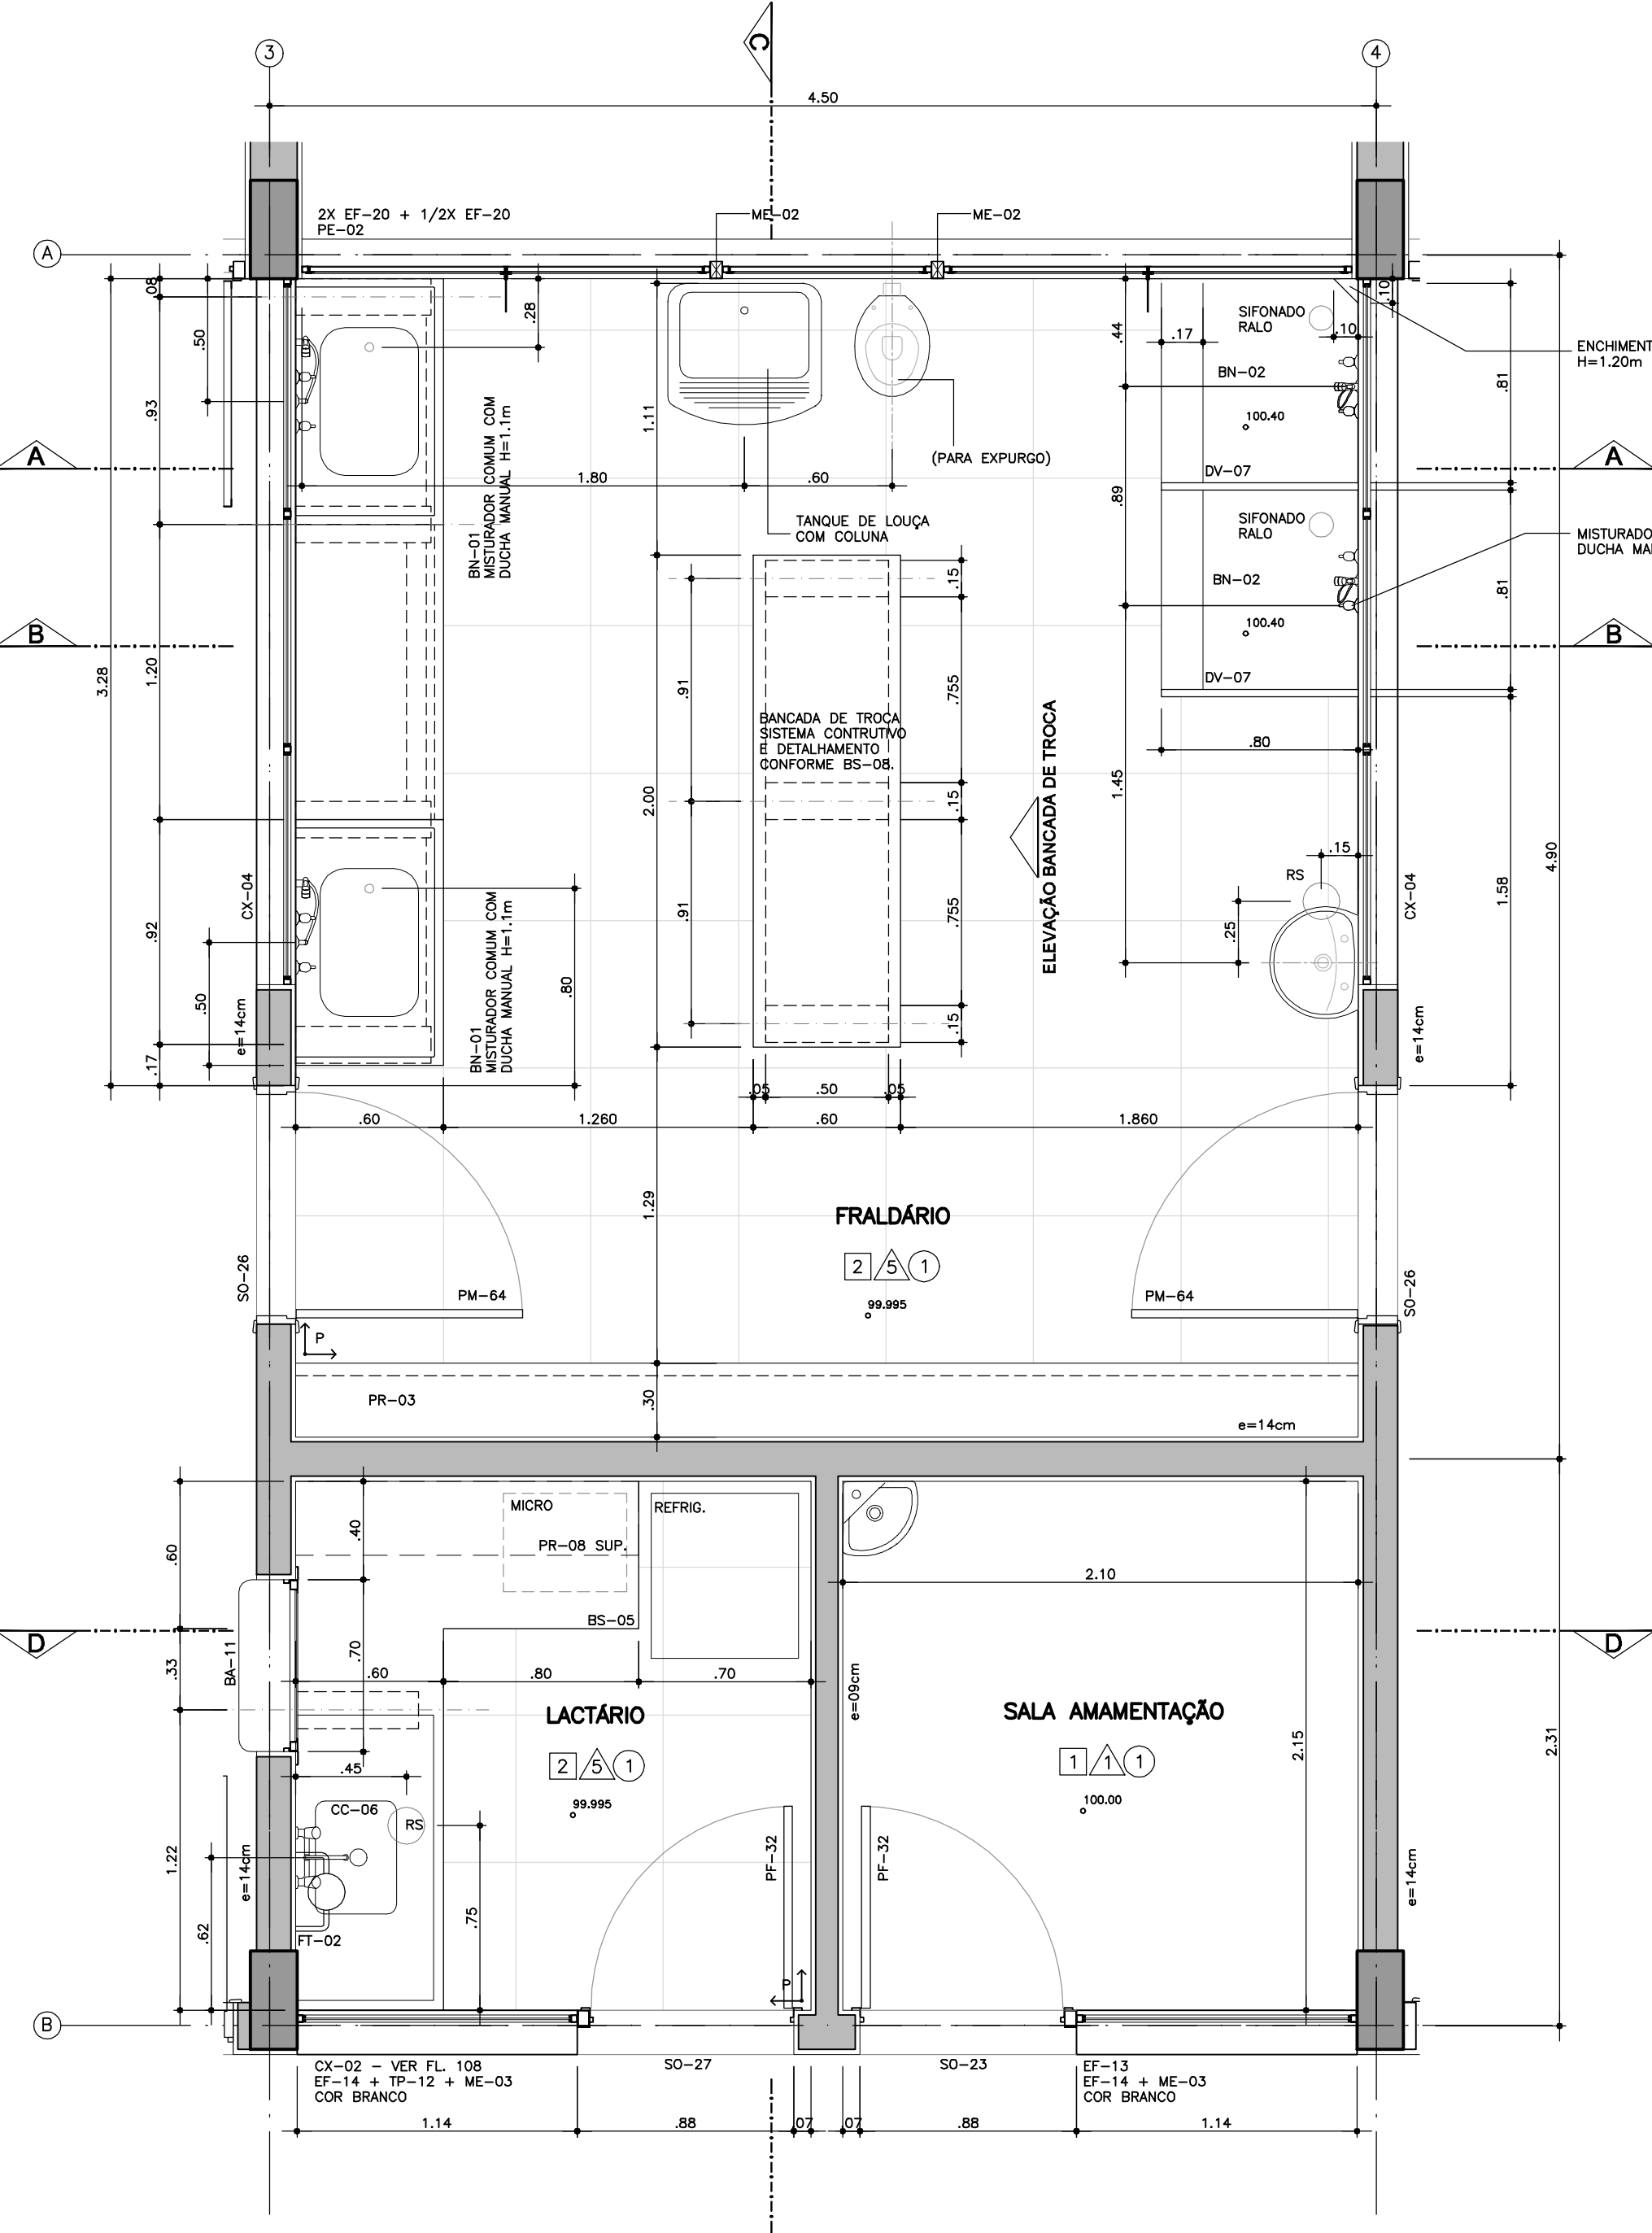 C
3
4
4.50
2X EF-20 + 1/2X EF-20
PE-02
ME-02
ME-02
A
.08
.50
.28
.93
1.11
.44
.17
SIFONADO
RALO
.10
.10
ENCHIMENT
H=1.20m
.81
BN-02
100.40
BN-01
MISTURADOR COMUM COM
DUCHA MANUAL H=1.1m
(PARA EXPURGO)
A
A
1.80
.60
.89
DV-07
TANQUE DE LOUÇA
COM COLUNA
SIFONADO
RALO
MISTURADO
DUCHA MA
BN-02
.15
.81
100.40
B
B
3.28
1.20
.91
.755
DV-07
BANCADA DE TROCA
SISTEMA CONTRUTIVO
E DETALHAMENTO
CONFORME BS-08.
ELEVAÇÃO BANCADA DE TROCA
.80
1.45
2.00
.15
4.90
.15
RS
CX-04
CX-04
1.58
.92
.91
.755
.25
.50
.80
BN-01
MISTURADOR COMUM COM
DUCHA MANUAL H=1.1m
e=14cm
e=14cm
.15
.17
.05
.50
.05
.60
1.260
.60
1.860
1.29
FRALDÁRIO
2
5
1
99.995
SO-26
SO-26
PM-64
PM-64
P
PR-03
.30
e=14cm
MICRO
REFRIG.
PR-08 SUP.
.40
.60
2.10
BS-05
D
D
BA-11
.33
.70
.60
.80
.70
e=09cm
LACTÁRIO
SALA AMAMENTAÇÃO
2.15
2.31
2
5
1
1
1
1
.45
99.995
100.00
CC-06
RS
PF-32
PF-32
1.22
e=14cm
e=14cm
.62
.75
FT-02
P
B
CX-02 - VER FL. 108
EF-14 + TP-12 + ME-03
COR BRANCO
SO-27
SO-23
EF-13
EF-14 + ME-03
COR BRANCO
1.14
.88
.07
.07
.88
1.14